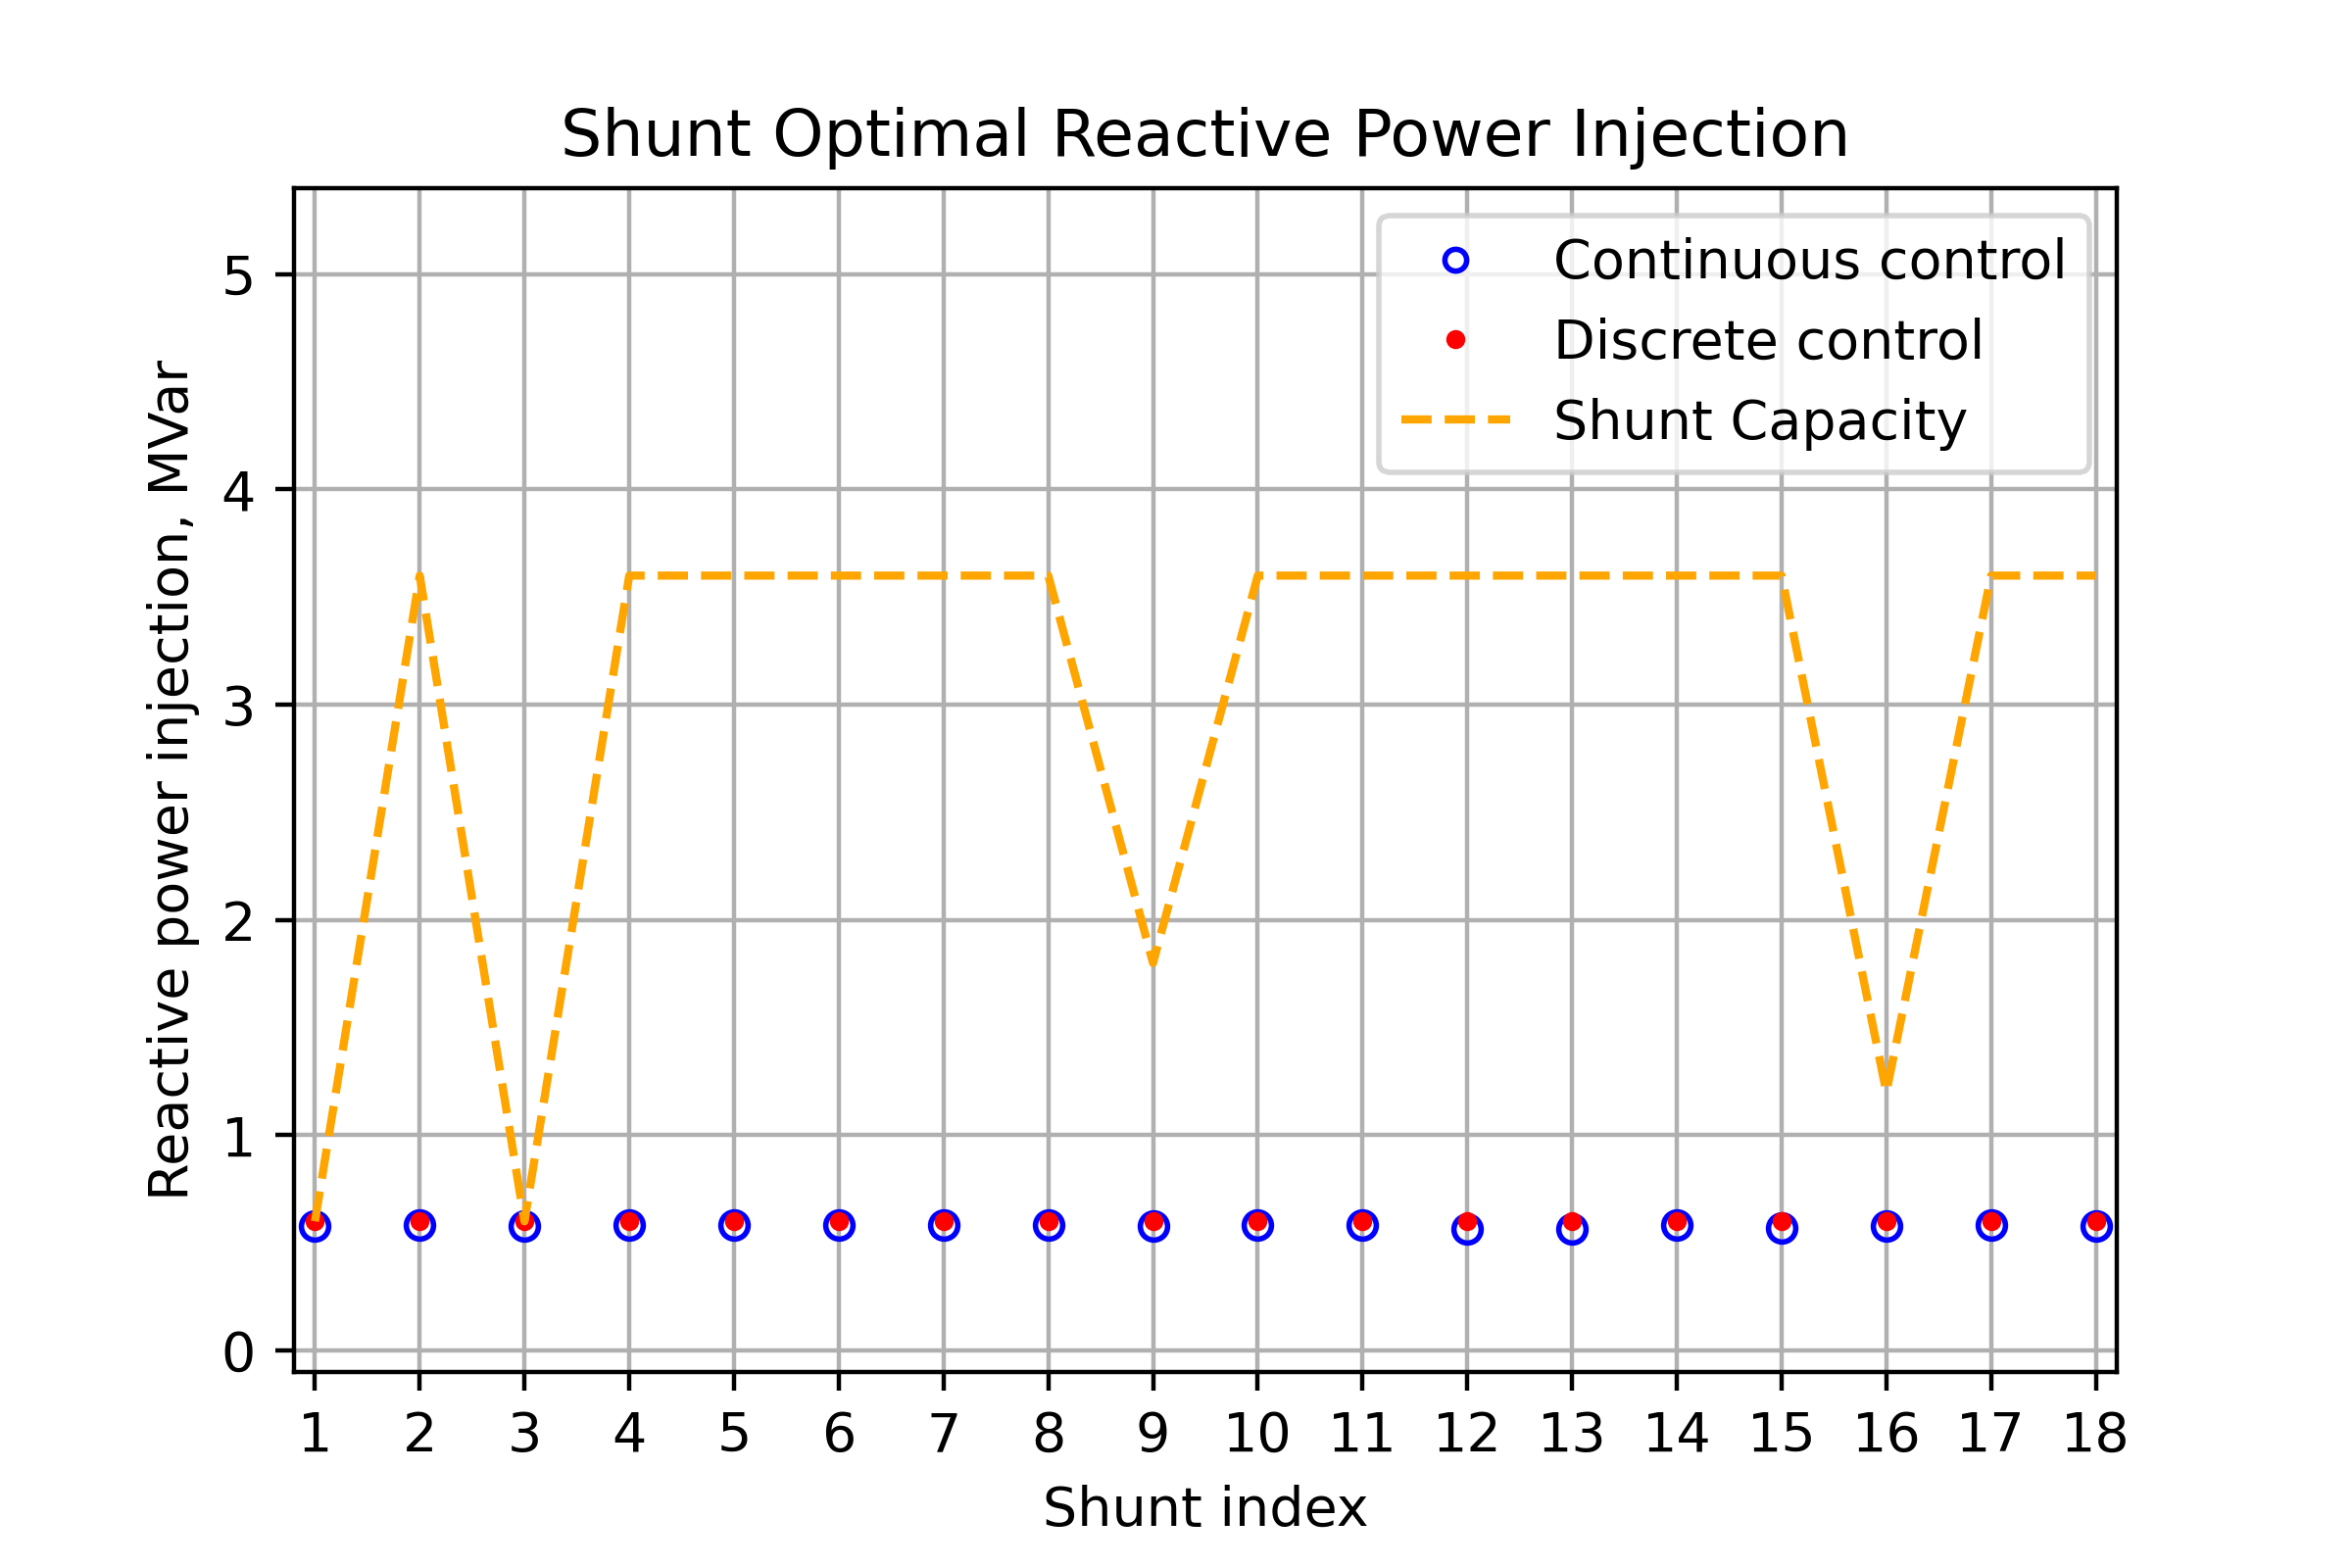 Shunt Optimal Reactive Power Injection
Continuous control
Discrete control
Shunt Capacity
Reactive power injection, MVar
5
4
3
2
1
0
1 2 3 4 5 6 7 8 9 10 11 12 13 14 15 16 17 18
Shunt index